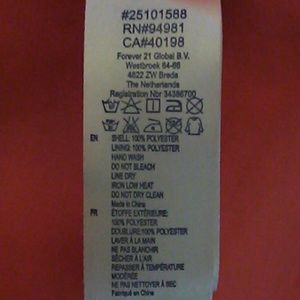 #25101588
RN#94981
CA#40198
Forever 21 Global B.V.
Westbroek 64-66
4822 ZW Breda
The Netherlands
Registration Nbr 34386700
EN
SHELL: 100% POLYESTER
LINING: 100% POLYESTER
HAND WASH
DO NOT BLEACH
LINE DRY
IRON LOW HEAT
DO NOT DRY CLEAN
Made in China
FR
ÉTOFFE EXTÉRIEURE:
100% POLYESTER
DOUBLURE:100% POLYESTER
LAVER À LA MAIN
NE PAS BLANCHIR
SÉCHER À L'AIR
REPASSER À TEMPÉRATURE
MODÉRÉE
NE PAS NETTOYER À SEC
Fabriqué en China